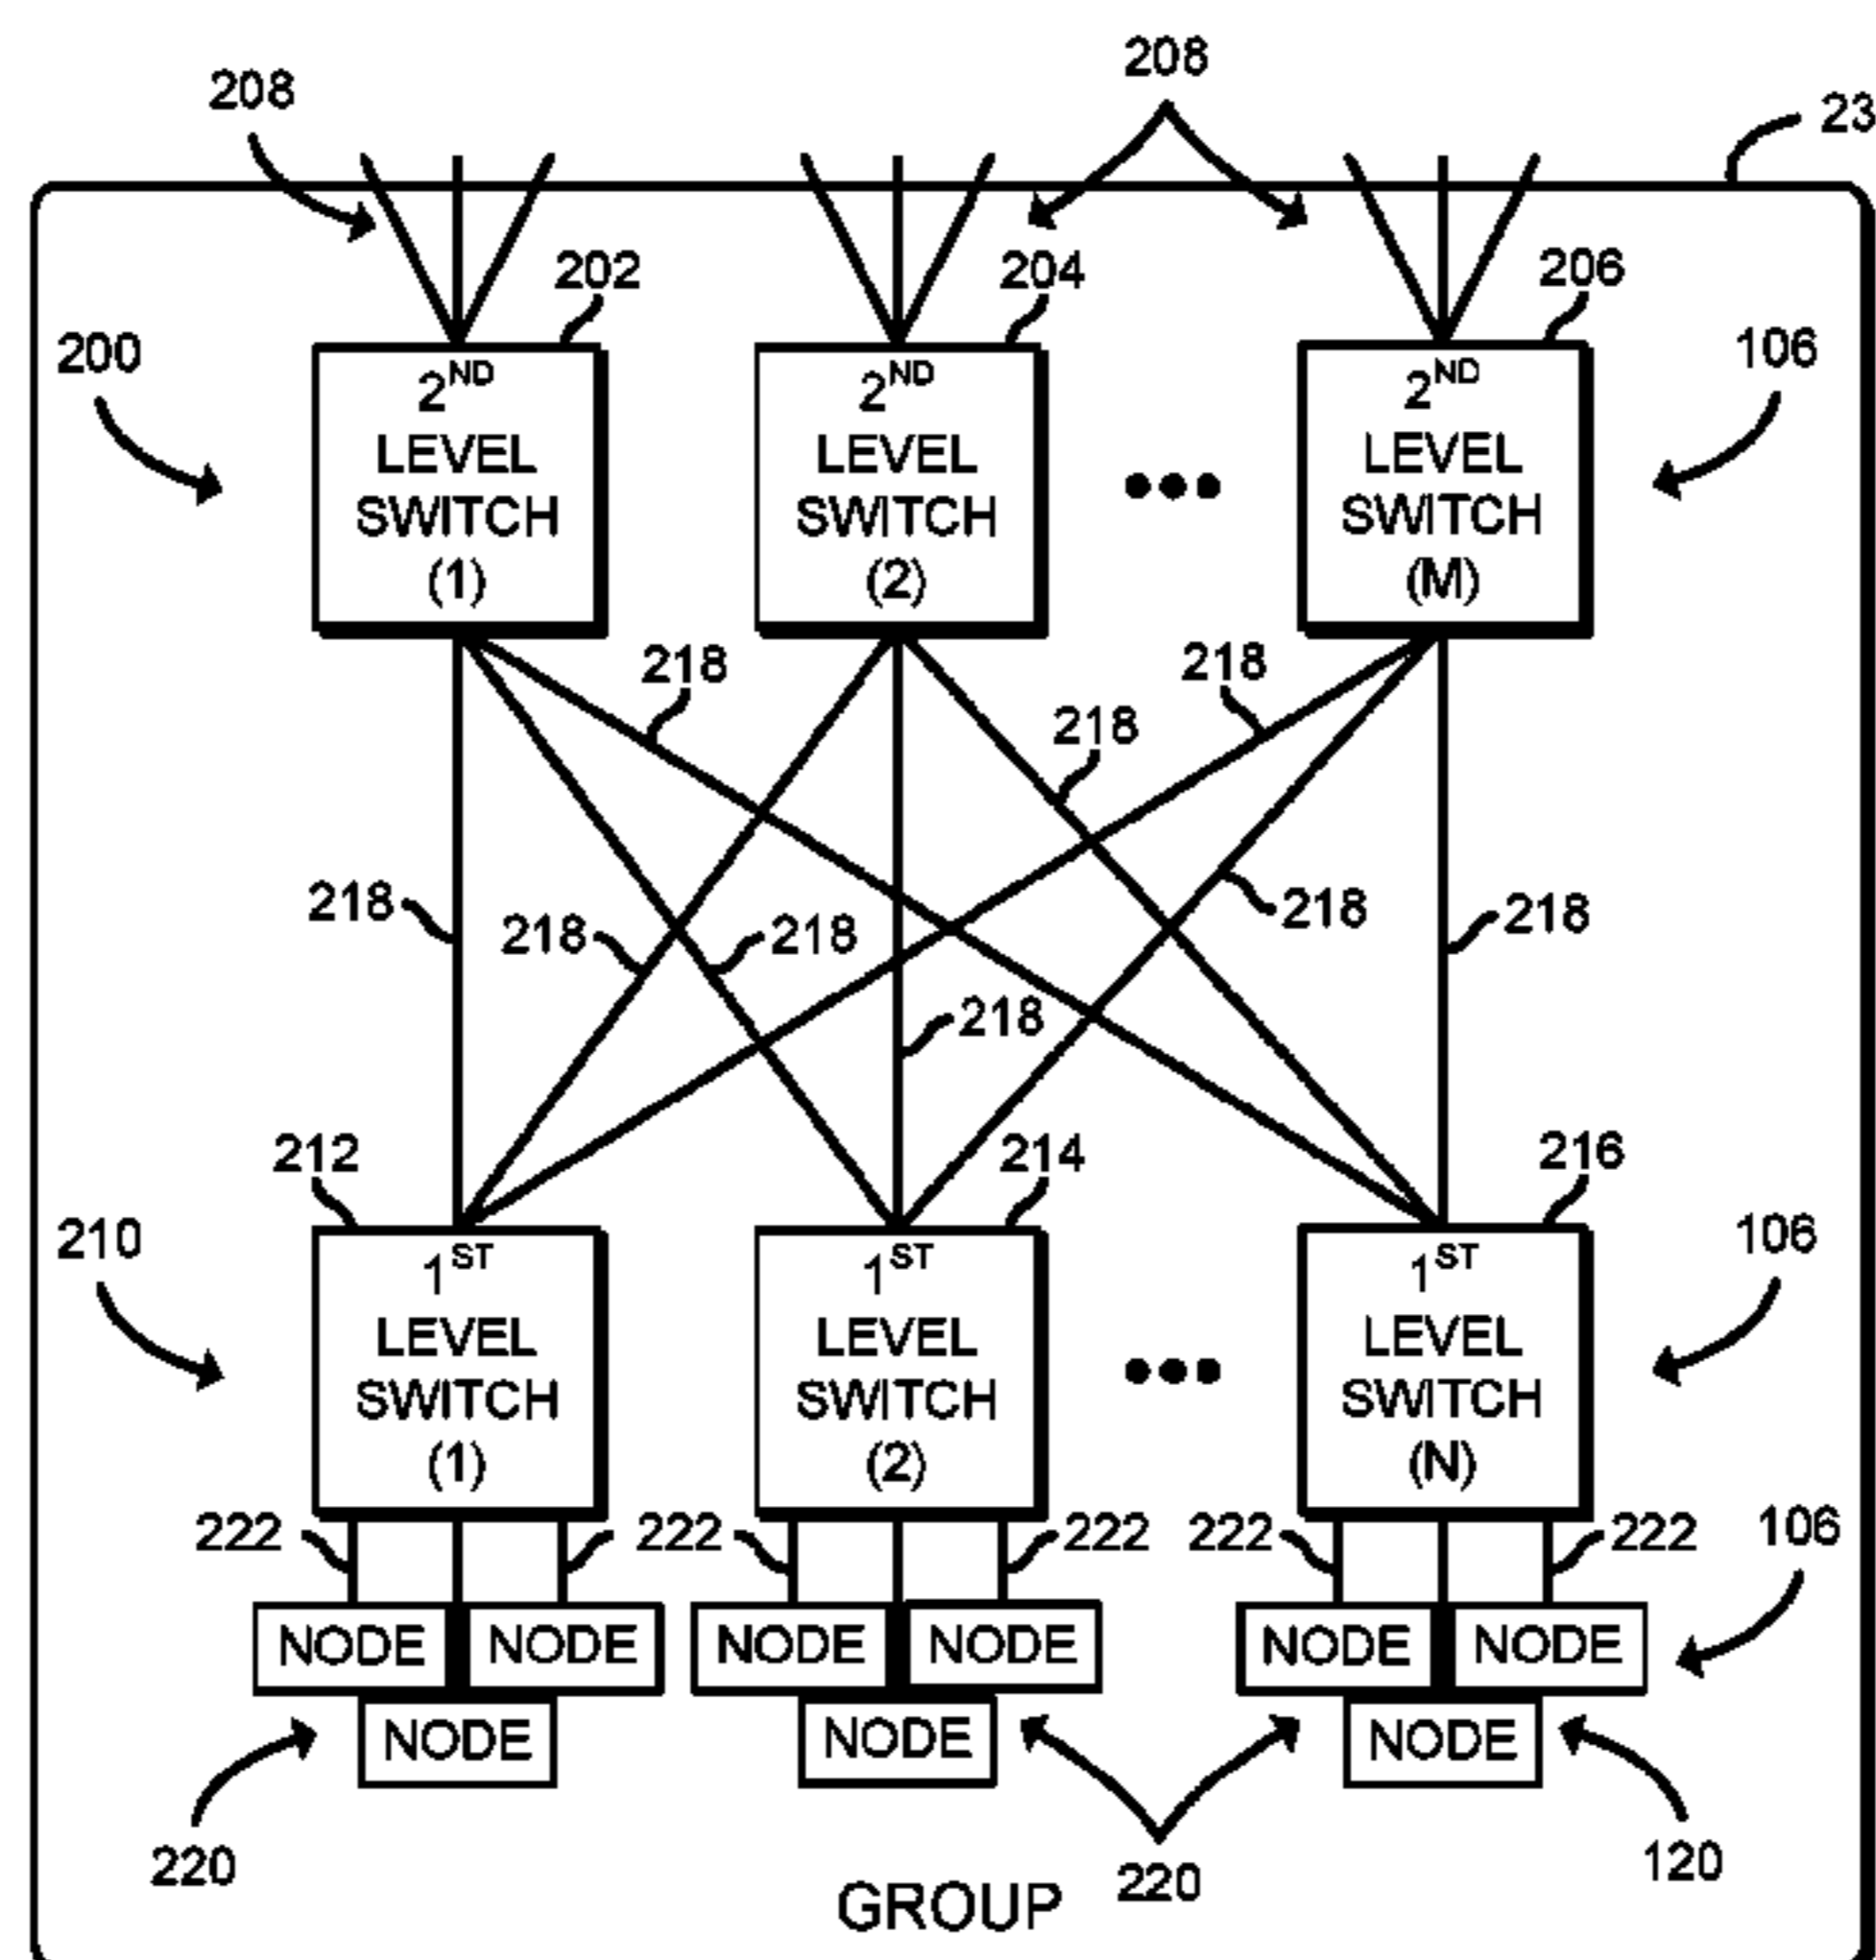 208
208
23
202
204
206
200
106
2ND LEVEL SWITCH (1)
2ND LEVEL SWITCH (2)
2ND LEVEL SWITCH (M)
218
218
218
218
218
218
218
218
218
212
214
216
210
106
1ST LEVEL SWITCH (1)
1ST LEVEL SWITCH (2)
1ST LEVEL SWITCH (N)
222
222
222
222
222
106
NODE
NODE
NODE
NODE
NODE
NODE
NODE
NODE
NODE
220
220
120
GROUP